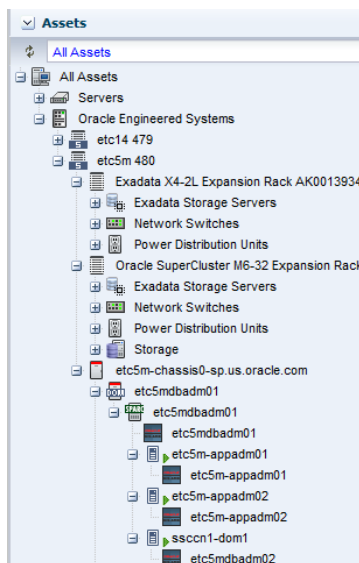 Assets
All Assets
All Assets
Servers
Oracle Engineered Systems
etc14 479
etc5m 480
Exadata X4-2L Expansion Rack AK0013934
Exadata Storage Servers
Network Switches
Power Distribution Units
Oracle SuperCluster M6-32 Expansion Rack
Exadata Storage Servers
Network Switches
Power Distribution Units
Storage
etc5m-chassis0-sp.us.oracle.com
etc5mdbadm01
SPARC etc5mdbadm01
etc5mdbadm01
etc5m-appadm01
etc5m-appadm01
etc5m-appadm02
etc5m-appadm02
ssccn1-dom1
etc5mdbadm02